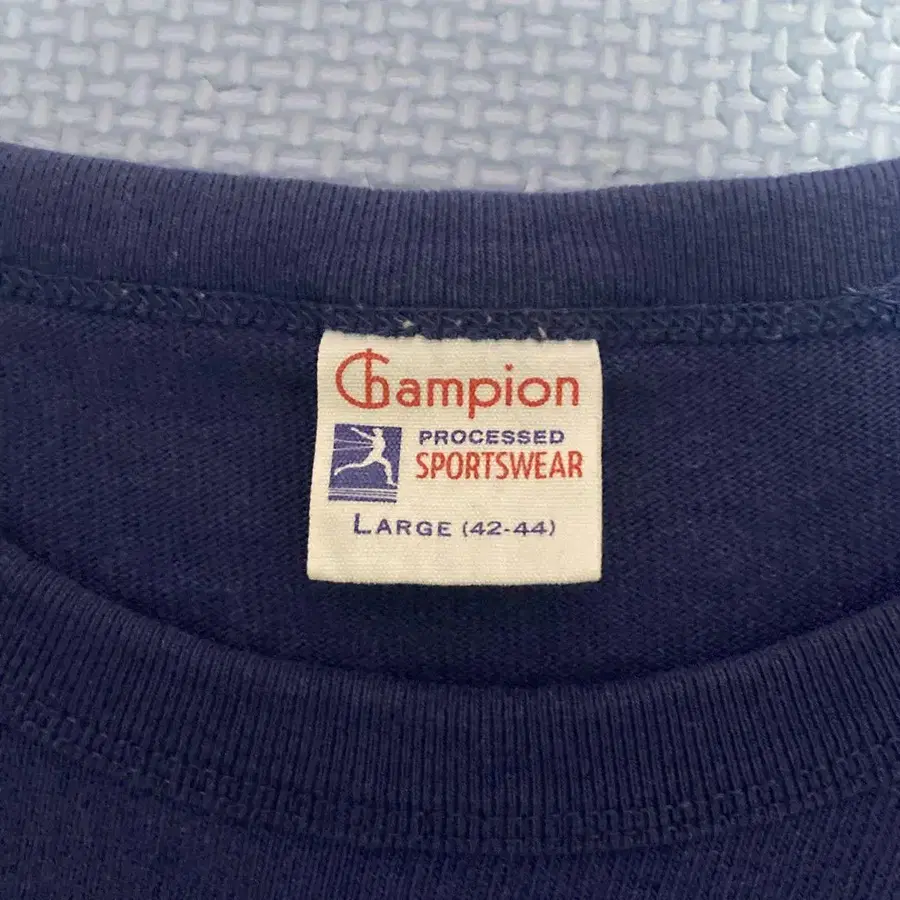 Champion
PROCESSED
SPORTSWEAR
LARGE (42-44)